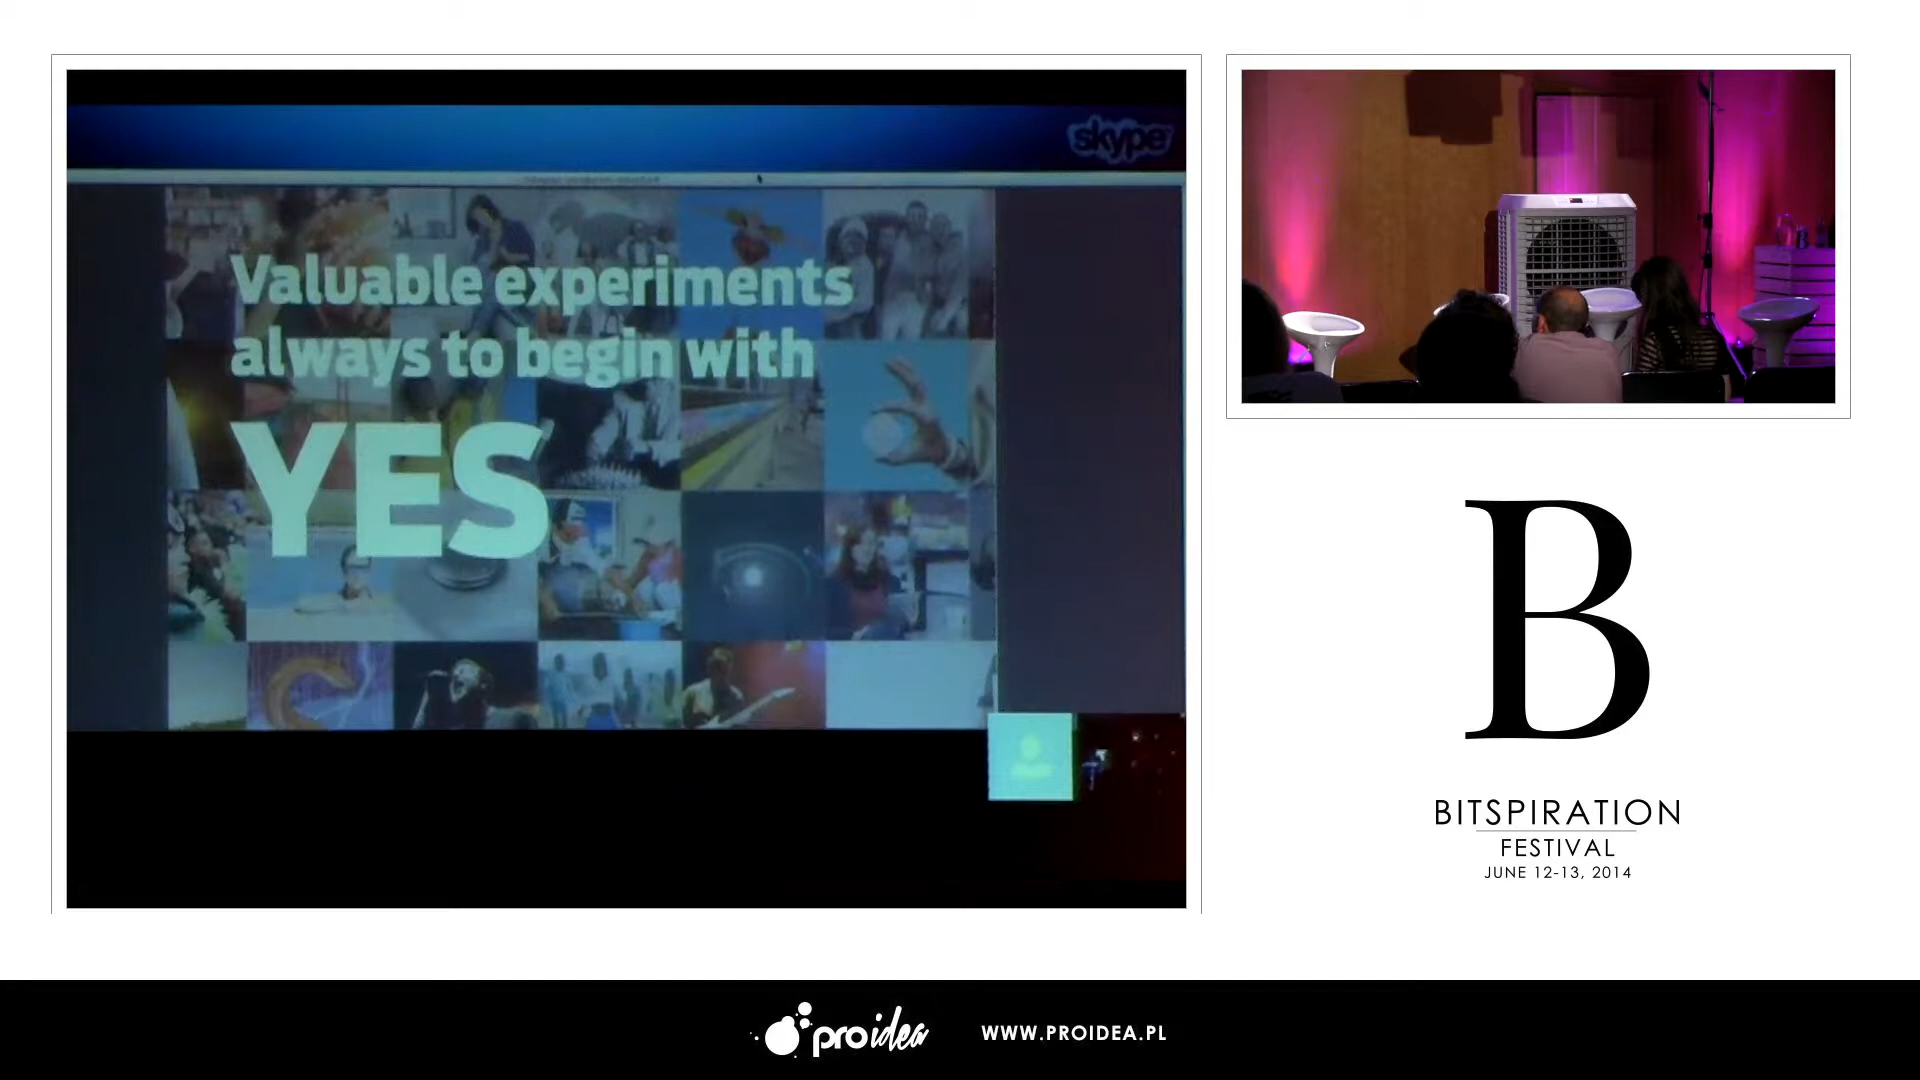 skype
Valuable experiments
always to begin with
YES
B
BITSPIRATION
FESTIVAL
JUNE 12-13, 2014
proidea
WWW.PROIDEA.PL